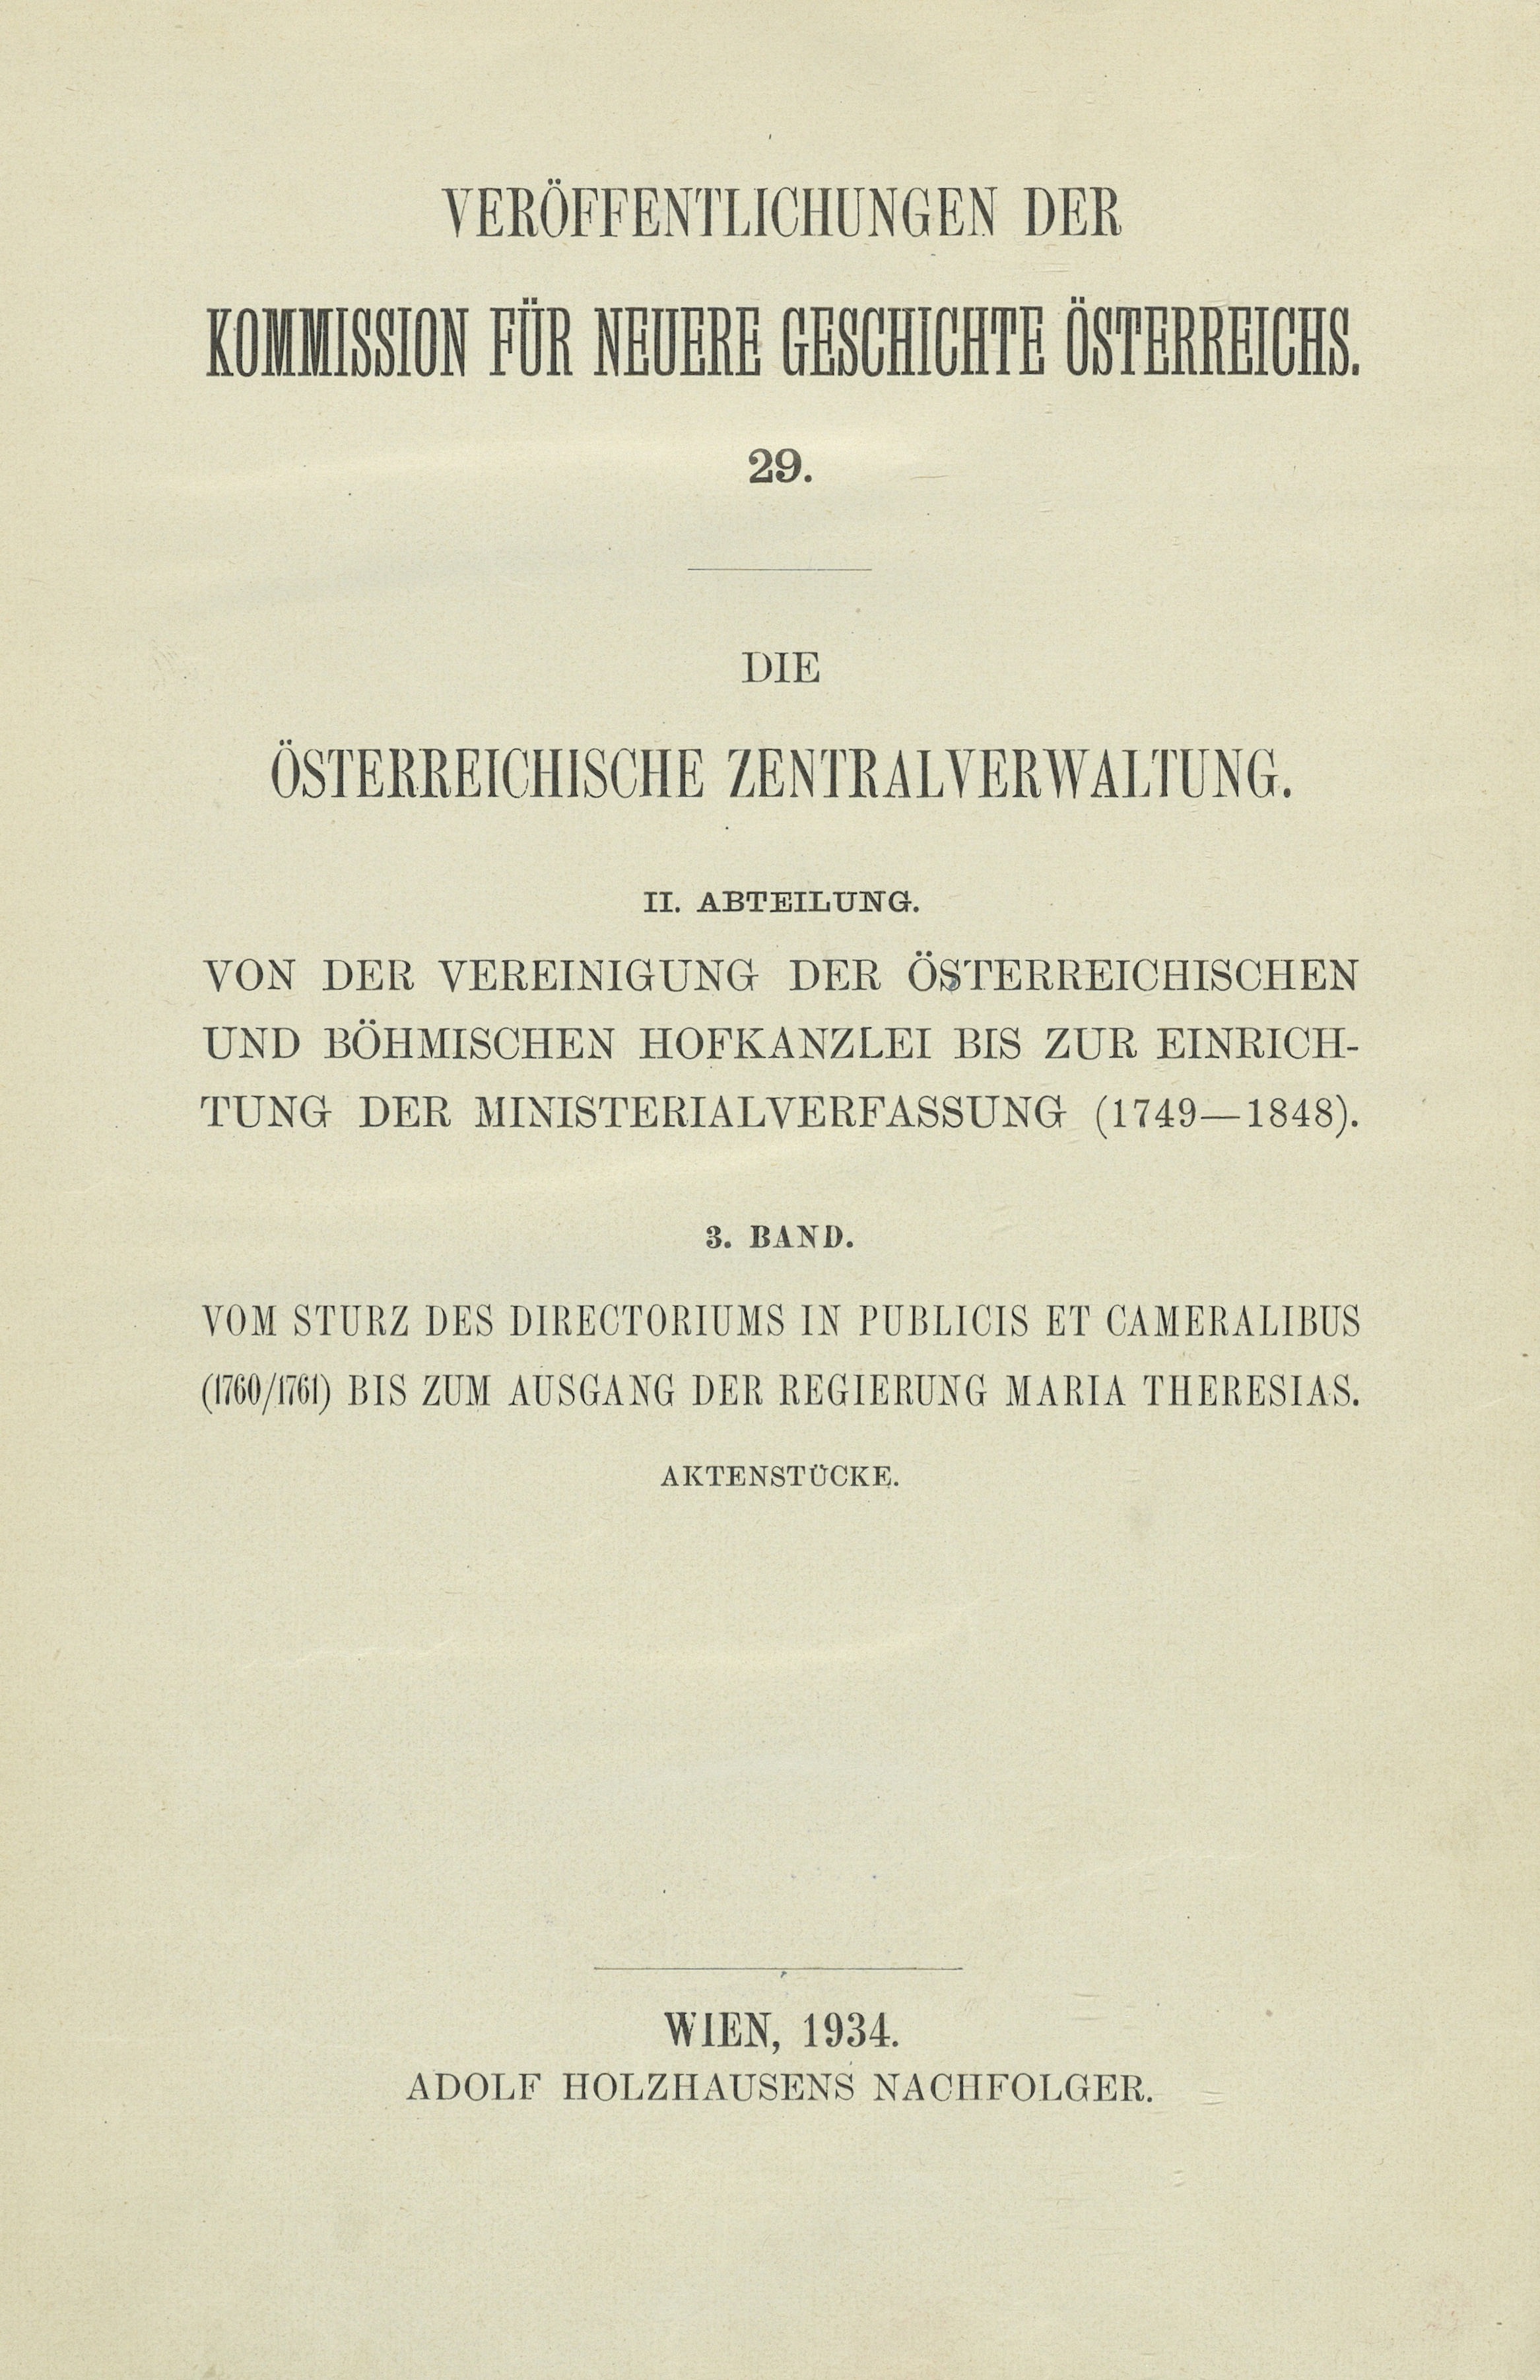 VERÖFFENTLICHUNGEN DER
KOMMISSION FÜR NEUERE GESCHICHTE ÖSTERREICHS.
29.
DIE
ÖSTERREICHISCHE ZENTRALVERWALTUNG.
II. ABTEILUNG.
VON DER VEREINIGUNG DER ÖSTERREICHISCHEN
UND BÖHMISCHEN HOFKANZLEI BIS ZUR EINRICH-
TUNG DER MINISTERIALVERFASSUNG (1749—1848).
3. BAND.
VOM STURZ DES DIRECTORIUMS IN PUBLICIS ET CAMERALIBUS
(1760/1761) BIS ZUM AUSGANG DER REGIERUNG MARIA THERESIAS.
AKTENSTÜCKE.
WIEN, 1934.
ADOLF HOLZHAUSENS NACHFOLGER.